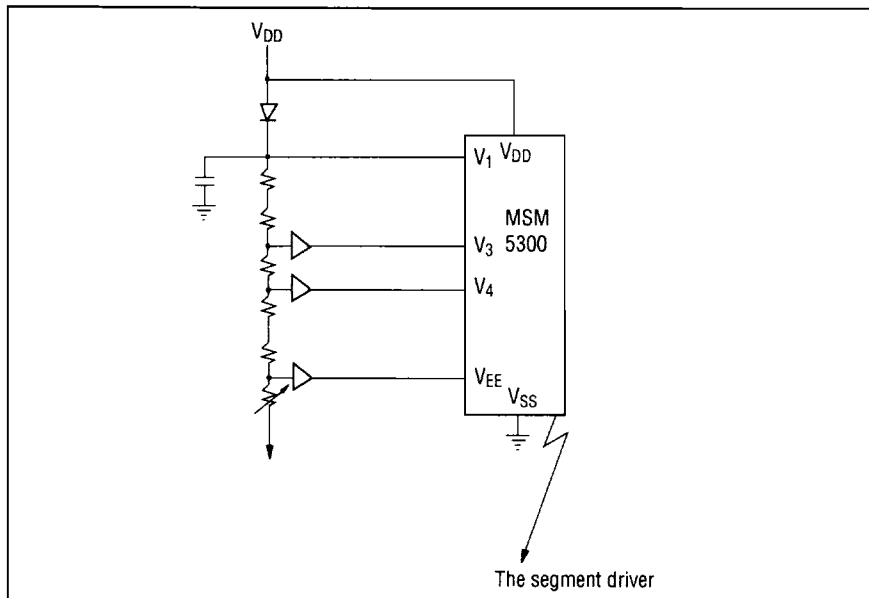 VDD
V1 VDD
MSM
5300
V3
V4
VEE
VSS
The segment driver